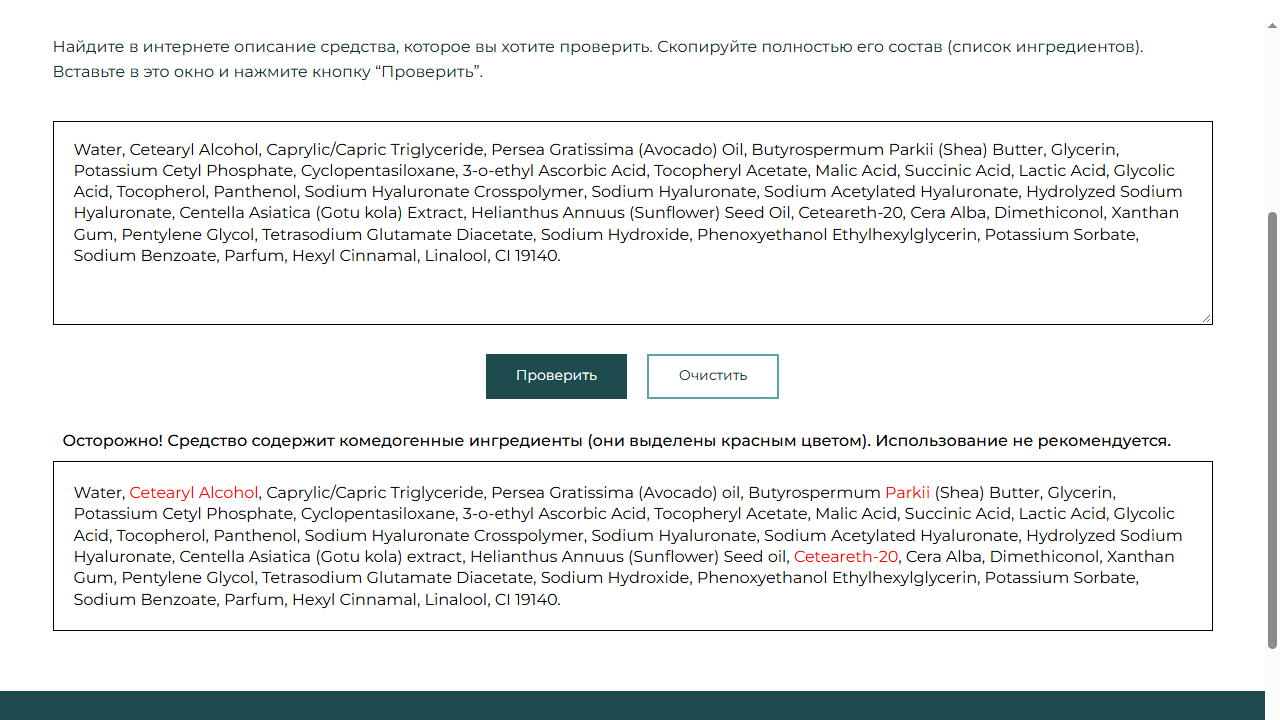 Найдите в интернете описание средства, которое вы хотите проверить. Скопируйте полностью его состав (список ингредиентов).
Вставьте в это окно и нажмите кнопку “Проверить”.
Water, Cetearyl Alcohol, Caprylic/Capric Triglyceride, Persea Gratissima (Avocado) Oil, Butyrospermum Parkii (Shea) Butter, Glycerin,
Potassium Cetyl Phosphate, Cyclopentasiloxane, 3-o-ethyl Ascorbic Acid, Tocopheryl Acetate, Malic Acid, Succinic Acid, Lactic Acid, Glycolic
Acid, Tocopherol, Panthenol, Sodium Hyaluronate Crosspolymer, Sodium Hyaluronate, Sodium Acetylated Hyaluronate, Hydrolyzed Sodium
Hyaluronate, Centella Asiatica (Gotu kola) Extract, Helianthus Annuus (Sunflower) Seed Oil, Ceteareth-20, Cera Alba, Dimethiconol, Xanthan
Gum, Pentylene Glycol, Tetrasodium Glutamate Diacetate, Sodium Hydroxide, Phenoxyethanol Ethylhexylglycerin, Potassium Sorbate,
Sodium Benzoate, Parfum, Hexyl Cinnamal, Linalool, CI 19140.
Проверить Очистить
Осторожно! Средство содержит комедогенные ингредиенты (они выделены красным цветом). Использование не рекомендуется.
Water, Cetearyl Alcohol, Caprylic/Capric Triglyceride, Persea Gratissima (Avocado) oil, Butyrospermum Parkii (Shea) Butter, Glycerin,
Potassium Cetyl Phosphate, Cyclopentasiloxane, 3-o-ethyl Ascorbic Acid, Tocopheryl Acetate, Malic Acid, Succinic Acid, Lactic Acid, Glycolic
Acid, Tocopherol, Panthenol, Sodium Hyaluronate Crosspolymer, Sodium Hyaluronate, Sodium Acetylated Hyaluronate, Hydrolyzed Sodium
Hyaluronate, Centella Asiatica (Gotu kola) extract, Helianthus Annuus (Sunflower) Seed oil, Ceteareth-20, Cera Alba, Dimethiconol, Xanthan
Gum, Pentylene Glycol, Tetrasodium Glutamate Diacetate, Sodium Hydroxide, Phenoxyethanol Ethylhexylglycerin, Potassium Sorbate,
Sodium Benzoate, Parfum, Hexyl Cinnamal, Linalool, CI 19140.